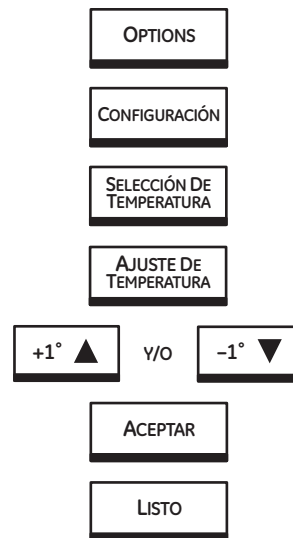 OPTIONS
CONFIGURACIÓN
SELECCIÓN DE
TEMPERATURA
AJUSTE DE
TEMPERATURA
+1° ▲ Y/O -1° ▼
ACEPTAR
LISTO